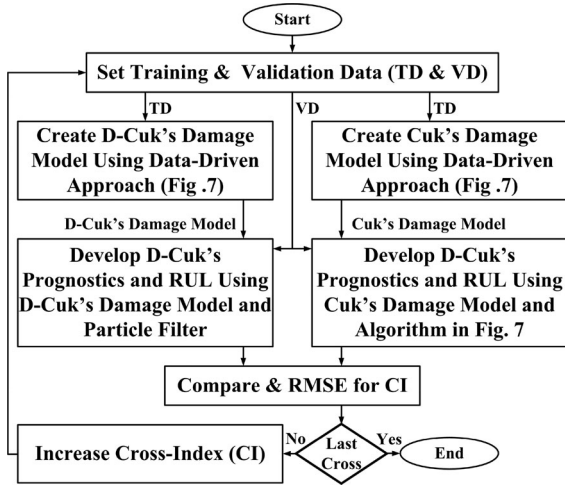 Start
Set Training & Validation Data (TD & VD)
TD
VD
TD
Create D-Cuk's Damage
Model Using Data-Driven
Approach (Fig .7)
Create Cuk's Damage
Model Using Data-Driven
Approach (Fig. 7)
D-Cuk's Damage Model
Cuk's Damage Model
Develop D-Cuk's
Prognostics and RUL Using
D-Cuk's Damage Model and
Particle Filter
Develop D-Cuk's
Prognostics and RUL Using
Cuk's Damage Model and
Algorithm in Fig. 7
Compare & RMSE for CI
Increase Cross-Index (CI)
No
Last
Cross
Yes
End